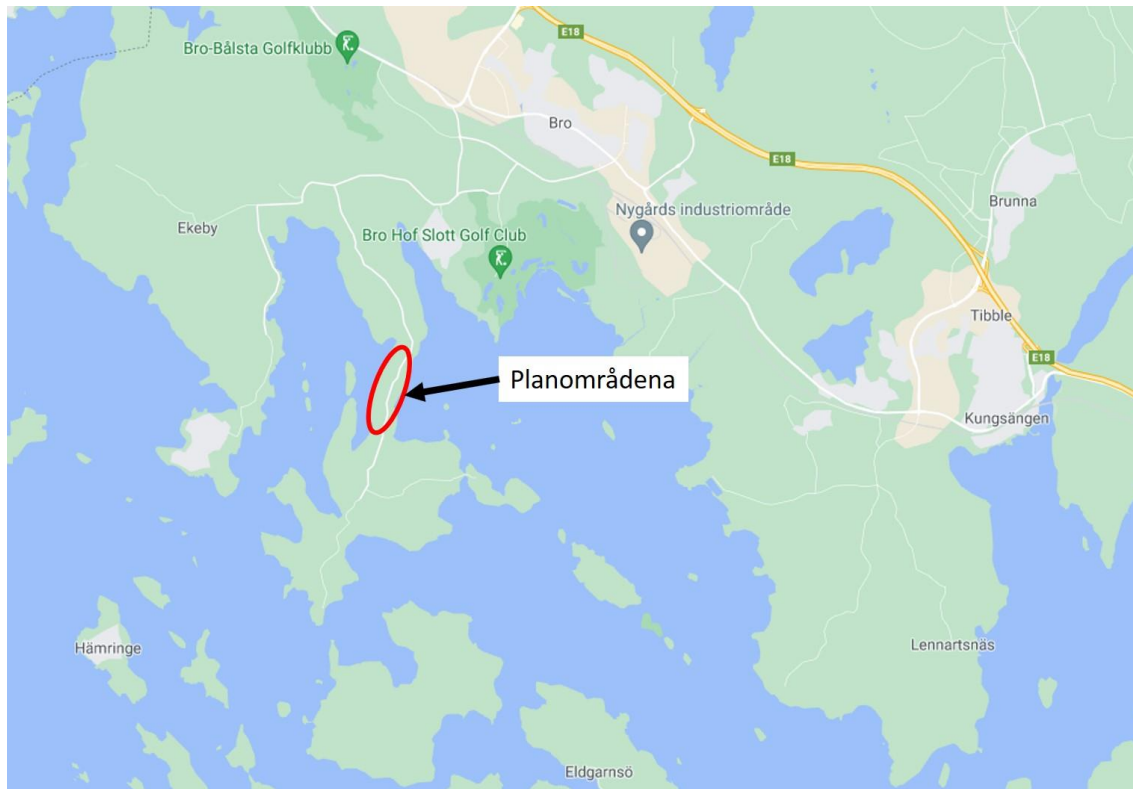 E18
Bro-Bålsta Golfklubb
Bro
E18
Brunna
Nygårds industriområde
Ekeby
Bro Hof Slott Golf Club
Tibble
E18
Planområdena
Kungsängen
Hämringe
Lennartsnäs
Eldgarnsö